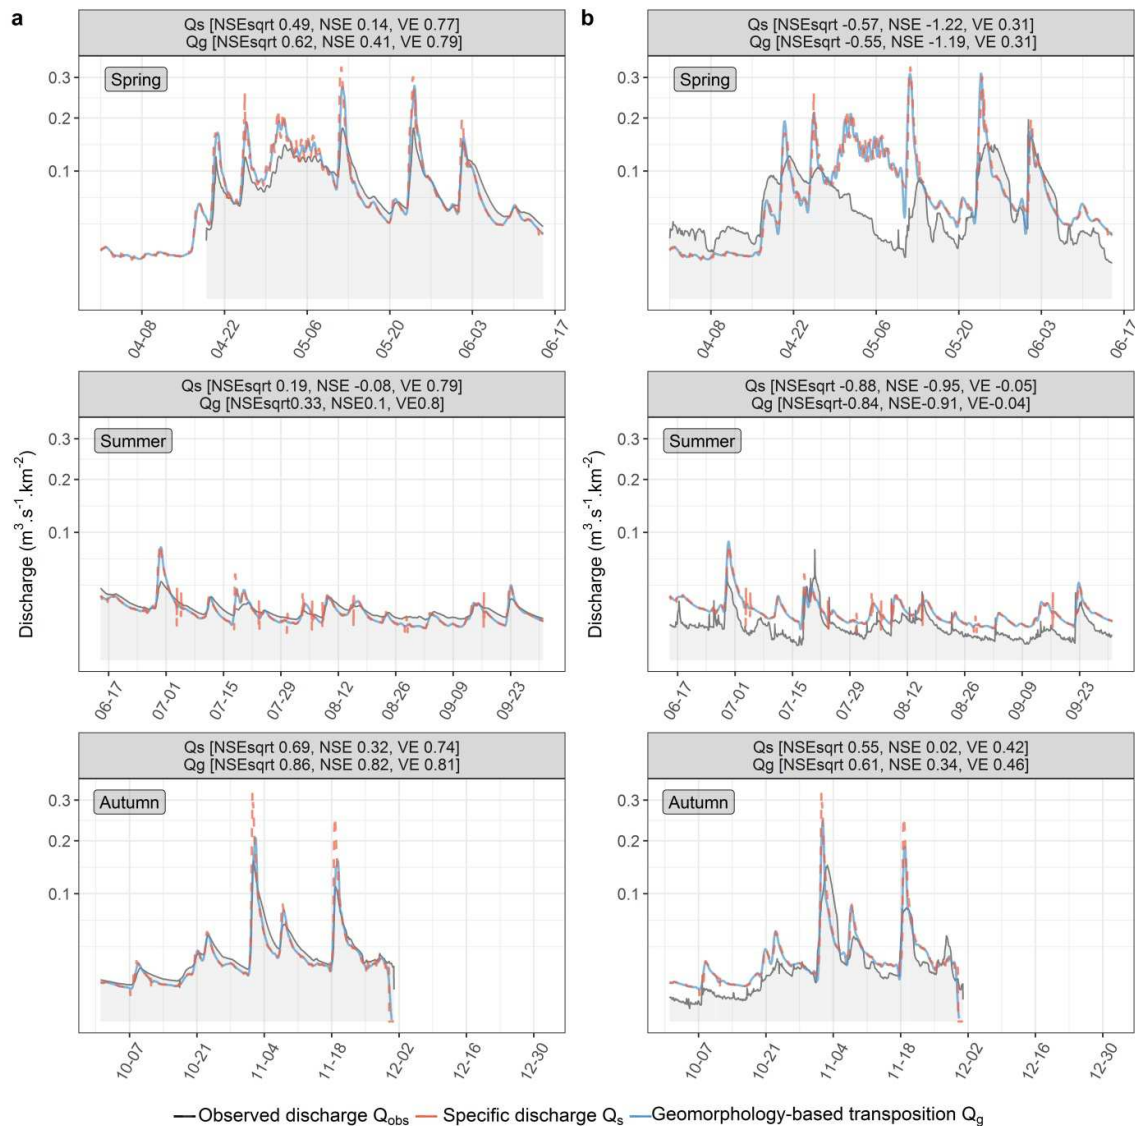 a
Qs [NSEsqrt 0.49, NSE 0.14, VE 0.77]
Qg [NSEsqrt 0.62, NSE 0.41, VE 0.79]
Spring
0.3
0.2
0.1
04-08
04-22
05-06
05-20
06-03
06-17
b
Qs [NSEsqrt -0.57, NSE -1.22, VE 0.31]
Qg [NSEsqrt -0.55, NSE -1.19, VE 0.31]
Spring
0.3
0.2
0.1
04-08
04-22
05-06
05-20
06-03
06-17
Discharge (m³.s⁻¹.km⁻²)
Qs [NSEsqrt 0.19, NSE -0.08, VE 0.79]
Qg [NSEsqrt0.33, NSE0.1, VE0.8]
Summer
0.3
0.2
0.1
06-17
07-01
07-15
07-29
08-12
08-26
09-09
09-23
Discharge (m³.s⁻¹.km⁻²)
Qs [NSEsqrt -0.88, NSE -0.95, VE -0.05]
Qg [NSEsqrt-0.84, NSE-0.91, VE-0.04]
Summer
0.3
0.2
0.1
06-17
07-01
07-15
07-29
08-12
08-26
09-09
09-23
Qs [NSEsqrt 0.69, NSE 0.32, VE 0.74]
Qg [NSEsqrt 0.86, NSE 0.82, VE 0.81]
Autumn
0.3
0.2
0.1
10-07
10-21
11-04
11-18
12-02
12-16
12-30
Qs [NSEsqrt 0.55, NSE 0.02, VE 0.42]
Qg [NSEsqrt 0.61, NSE 0.34, VE 0.46]
Autumn
0.3
0.2
0.1
10-07
10-21
11-04
11-18
12-02
12-16
12-30
Observed discharge Qobs Specific discharge Qs Geomorphology-based transposition Qg